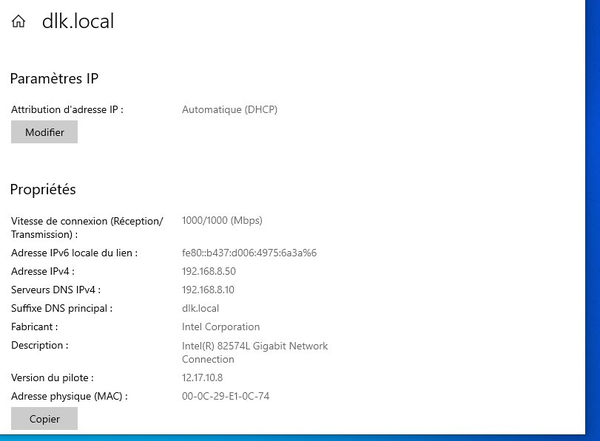 dlk.local
Paramètres IP
Attribution d'adresse IP : Automatique (DHCP)
Modifier
Propriétés
Vitesse de connexion (Réception/ 1000/1000 (Mbps)
Transmission) :
Adresse IPv6 locale du lien : fe80::b437:d006:4975:6a3a%6
Adresse IPv4 : 192.168.8.50
Serveurs DNS IPv4 : 192.168.8.10
Suffixe DNS principal : dlk.local
Fabricant : Intel Corporation
Description : Intel(R) 82574L Gigabit Network
Connection
Version du pilote : 12.17.10.8
Adresse physique (MAC) : 00-0C-29-E1-0C-74
Copier